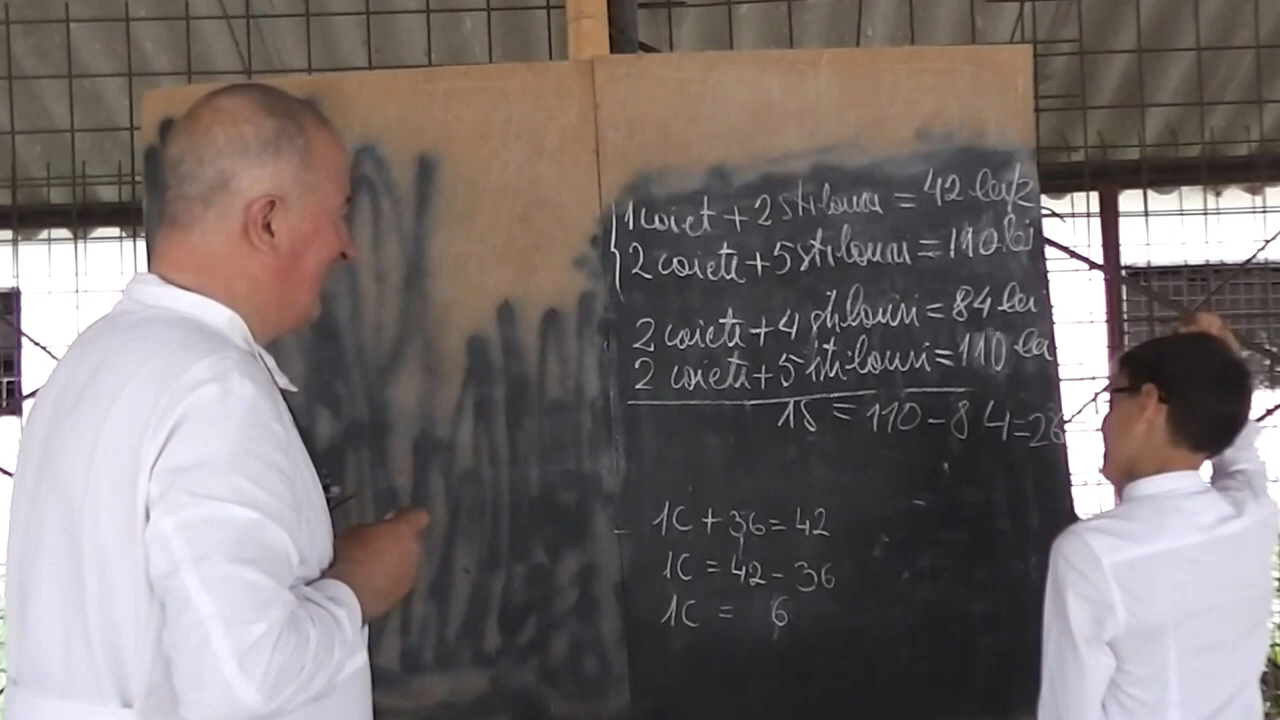 1 caiet + 2 stilouri = 42 lei/2
2 caiete + 5 stilouri = 110 lei
2 caiete + 4 stilouri = 84 lei
2 caiete + 5 stilouri = 110 lei
1S = 110 - 84 = 26
1C + 36 = 42
1C = 42 - 36
1C = 6